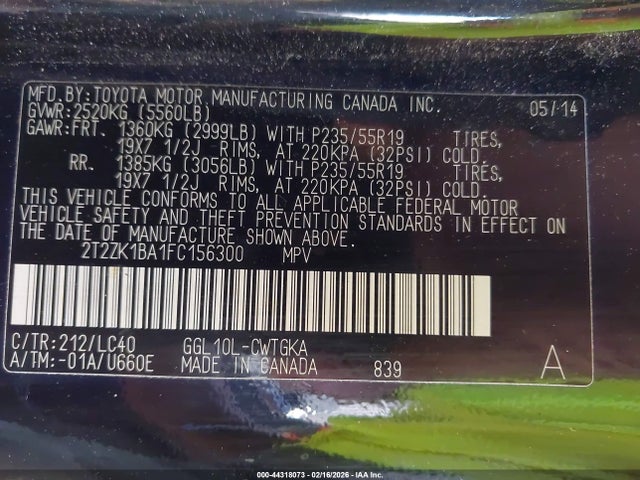 MFD. BY: TOYOTA MOTOR MANUFACTURING CANADA INC. 05/14
GVWR: 2520KG (5560LB)
GAWR: FRT. 1360KG (2999LB) WITH P235/55R19 TIRES,
19X7 1/2J RIMS, AT 220KPA (32PSI) COLD.
RR. 1385KG (3056LB) WITH P235/55R19 TIRES,
19X7 1/2J RIMS, AT 220KPA (32PSI) COLD.
THIS VEHICLE CONFORMS TO ALL APPLICABLE FEDERAL MOTOR
VEHICLE SAFETY AND THEFT PREVENTION STANDARDS IN EFFECT ON
THE DATE OF MANUFACTURE SHOWN ABOVE.
2T2ZK1BA1FC156300 MPV
C/TR: 212/LC40 GGL10L-CWTGKA
A/TM: -01A/U660E MADE IN CANADA 839 A
000-44318073 - 02/16/2026 - IAA Inc.